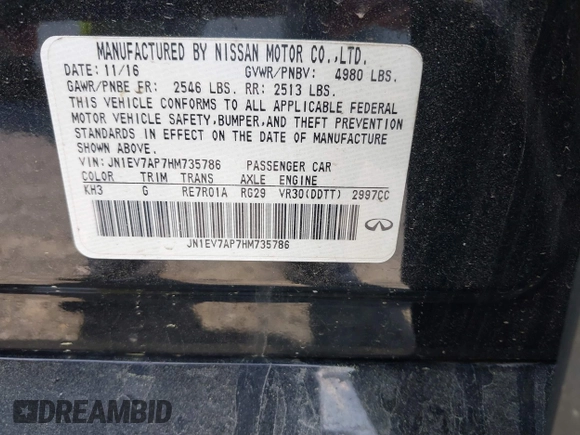 MANUFACTURED BY NISSAN MOTOR CO.,LTD.
DATE: 11/16 GVWR/PNBV: 4980 LBS.
GAWR/PNBE FR: 2546 LBS. RR: 2513 LBS.
THIS VEHICLE CONFORMS TO ALL APPLICABLE FEDERAL
MOTOR VEHICLE SAFETY,BUMPER,AND THEFT PREVENTION
STANDARDS IN EFFECT ON THE DATE OF MANUFACTURE
SHOWN ABOVE.
VIN: JN1EV7AP7HM735786 PASSENGER CAR
COLOR TRIM TRANS AXLE ENGINE
KH3 G RE7R01A RG29 VR30(DDTT) 2997CC
JN1EV7AP7HM735786
DREAMBID